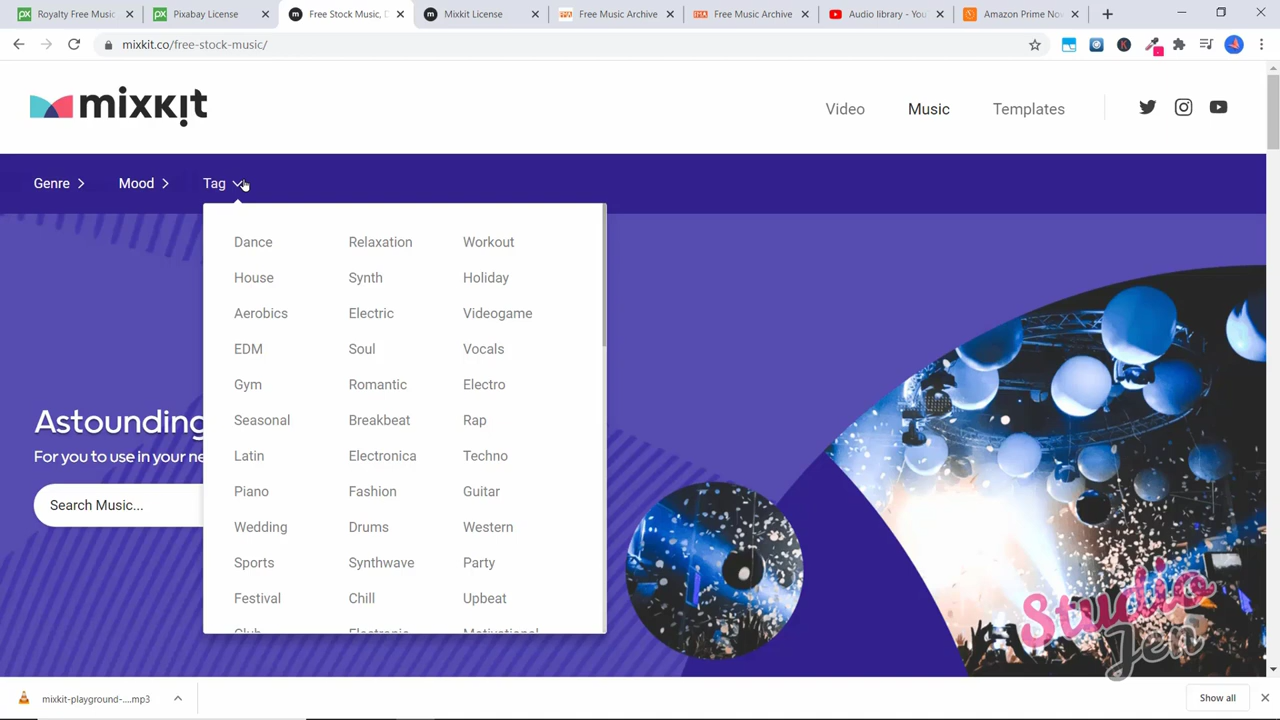 Royalty Free Music
Pixabay License
Free Stock Music, D
Mixkit License
Free Music Archive
Free Music Archive
Audio library - You
Amazon Prime No
mixkit.co/free-stock-music/
mixkit
Video
Music
Templates
Genre
Mood
Tag
Dance Relaxation Workout
House Synth Holiday
Aerobics Electric Videogame
EDM Soul Vocals
Gym Romantic Electro
Seasonal Breakbeat Rap
Latin Electronica Techno
Piano Fashion Guitar
Wedding Drums Western
Sports Synthwave Party
Festival Chill Upbeat
Club Electronic Motivational
Astounding
For you to use in your ne
Search Music...
Studio
Jen
mixkit-playground-....mp3
Show all